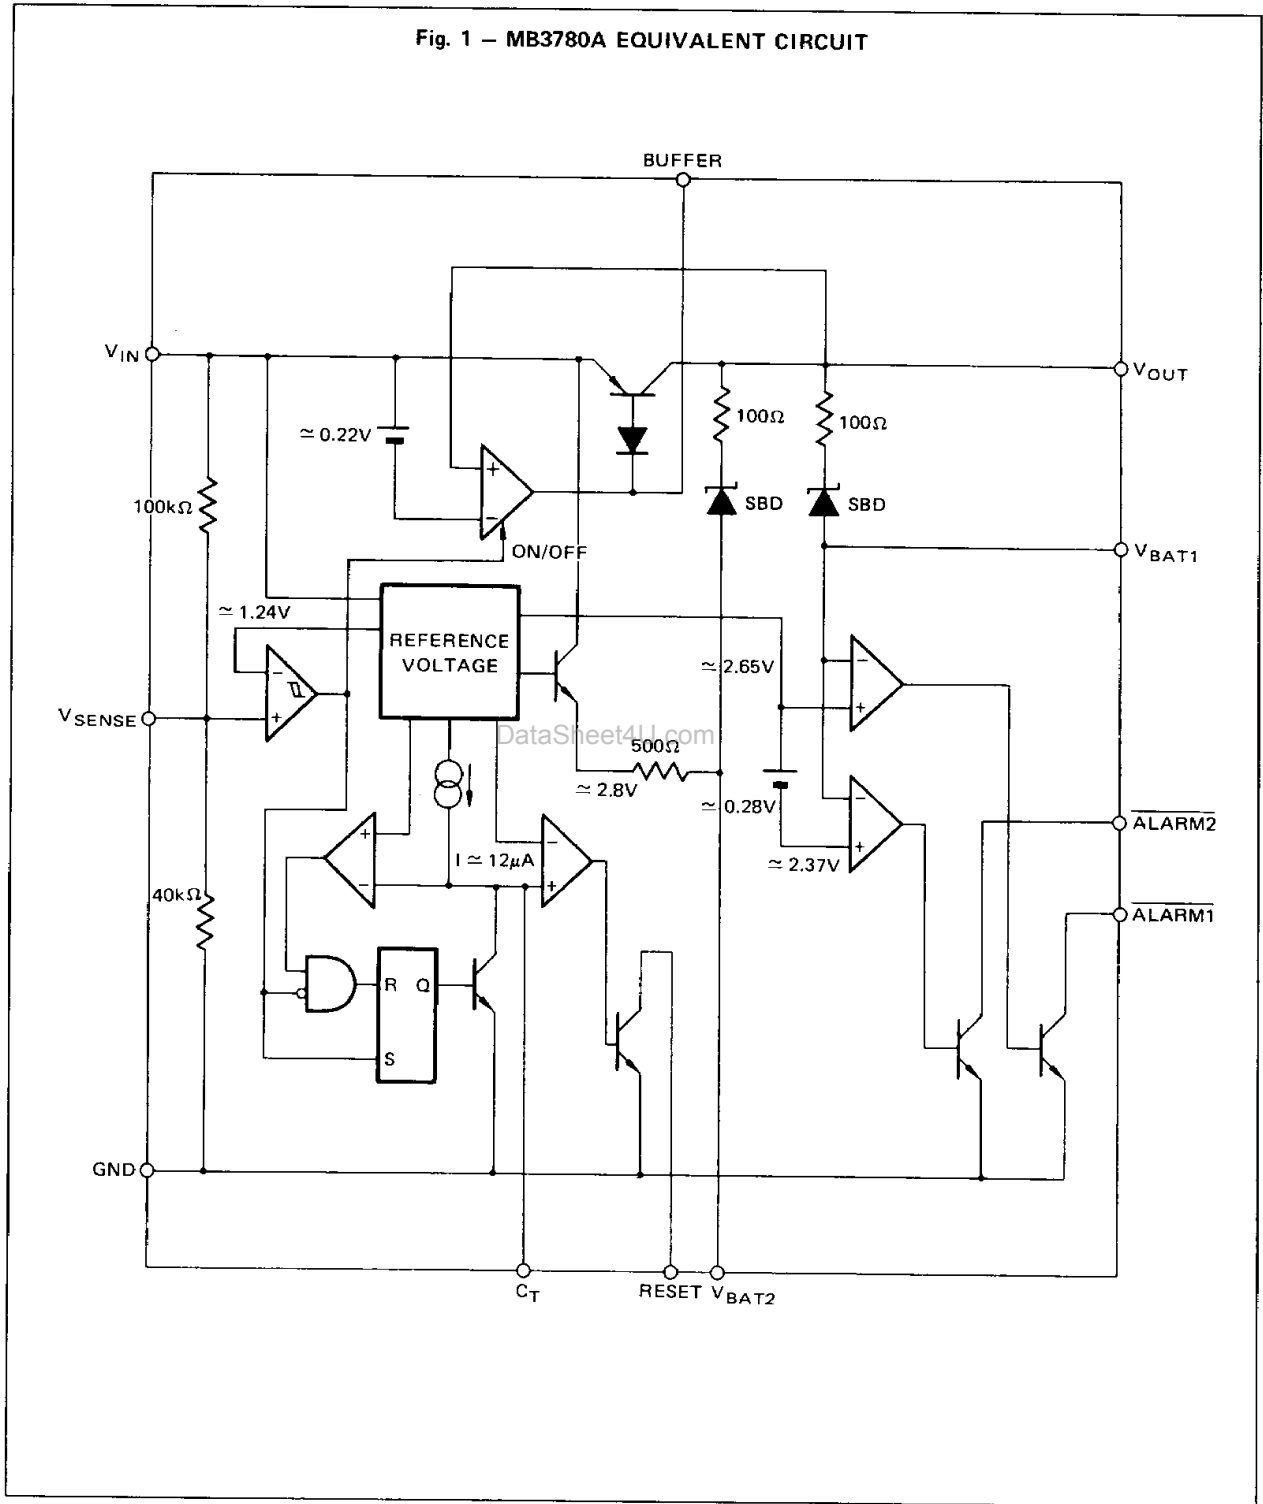 Fig. 1 – MB3780A EQUIVALENT CIRCUIT
BUFFER
VIN
VOUT
≃ 0.22V
100Ω
100Ω
+
−
100kΩ
SBD
SBD
ON/OFF
VBAT1
≃ 1.24V
REFERENCE
VOLTAGE
−
+
≃ 2.65V
−
+
VSENSE
DataSheet4U.com
500Ω
≃ 2.8V
≃ 0.28V
−
+
ALARM2
+
−
I ≃ 12μA
−
+
≃ 2.37V
40kΩ
ALARM1
R Q
S
GND
CT
RESET
VBAT2